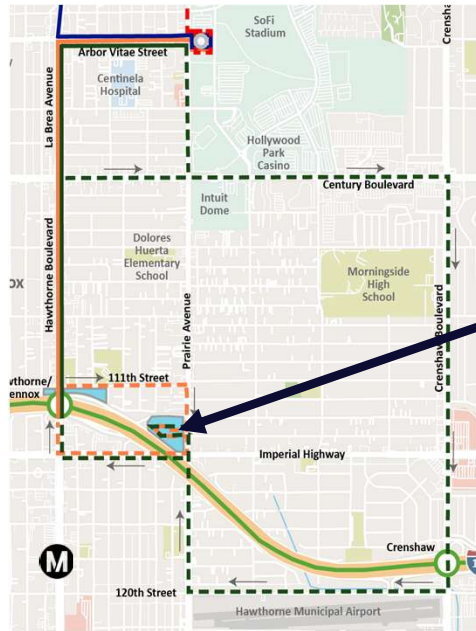 SoFi
Stadium
Crensha
Arbor Vitae Street
Centinela
Hospital
La Brea Avenue
Hollywood
Park
Casino
Century Boulevard
Intuit
Dome
Hawthorne Boulevard
Dolores
Huerta
Elementary
School
Prairie Avenue
Morningside
High
School
Crenshaw Boulevard
OX
111th Street
wthorne/
ennox
Imperial Highway
Crenshaw
M
120th Street
Hawthorne Municipal Airport